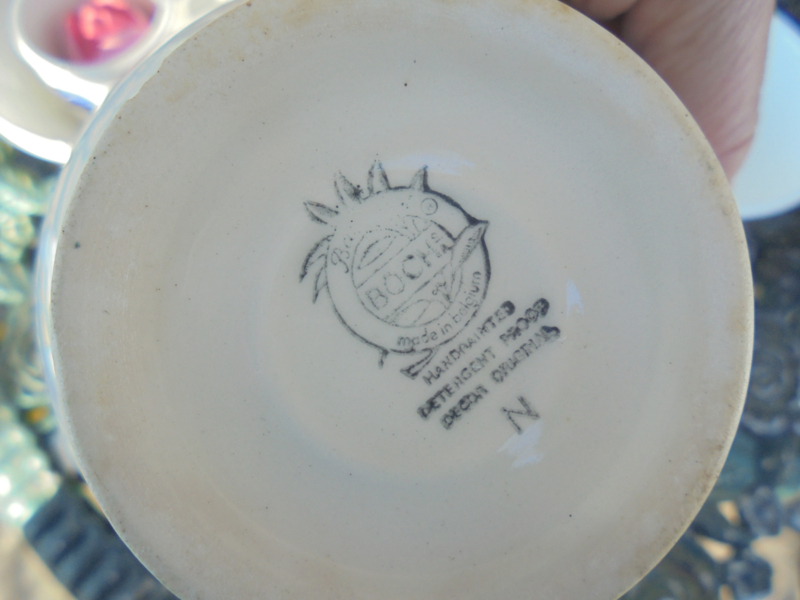 BOCH
made in Belgium
HANDPAINTED
DETERGENT PROOF
DECOR ORIGINAL
N